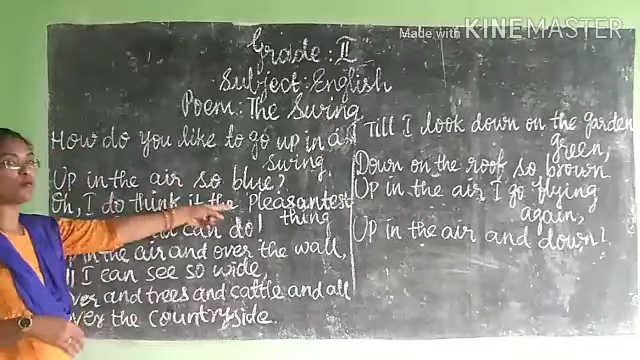 Made with KINEMASTER
Grade: II
Subject: English
Poem: The Swing
How do you like to go up in a
swing,
Up in the air so blue?
Oh, I do think it the Pleasantest
thing
can do!
in the air and over the wall,
I can see so wide,
and trees and cattle and all
over the countryside.
Till I look down on the garden
green,
Down on the roof so brown
Up in the air I go flying
again,
Up in the air and down!